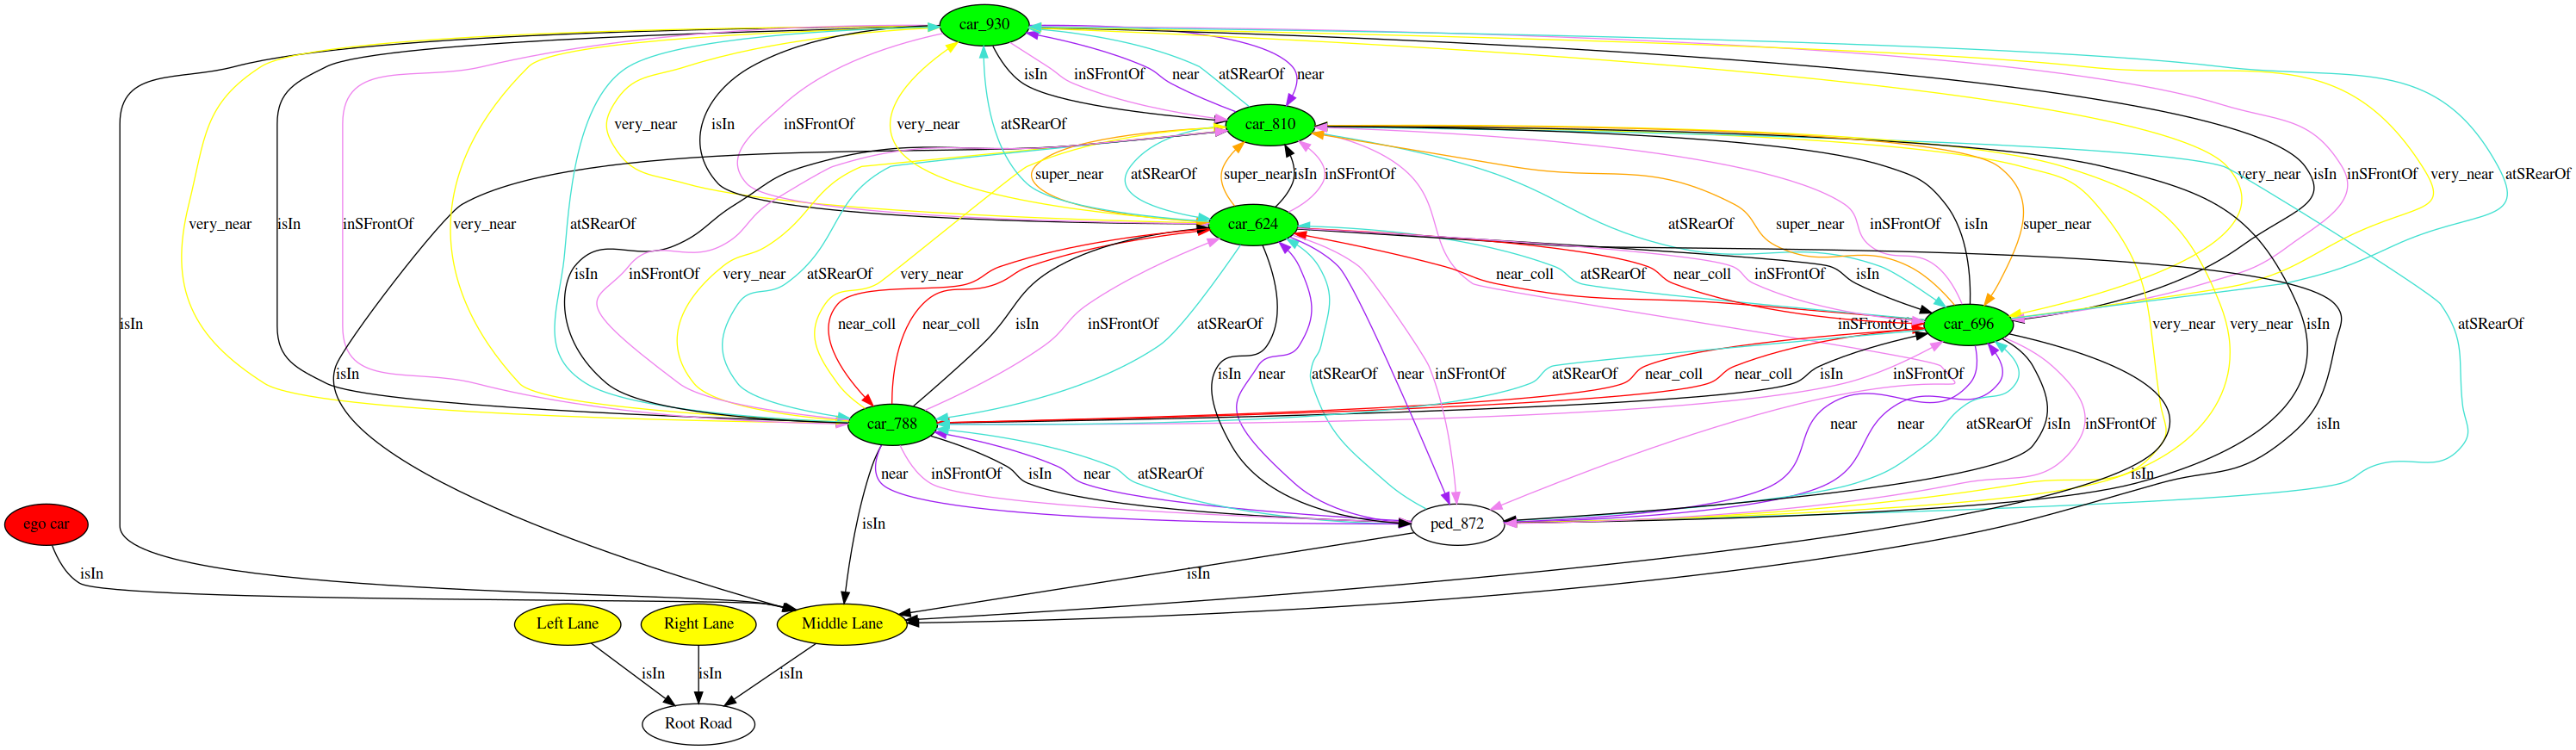 car_930
isIn inSFrontOf near atSRearOf near
car_810
very_near isIn inSFrontOf very_near atSRearOf
super_near atSRearOf super_near isIn inSFrontOf very_near isIn inSFrontOf very_near atSRearOf
car_624
very_near isIn inSFrontOf very_near atSRearOf atSRearOf super_near inSFrontOf isIn super_near
isIn inSFrontOf very_near atSRearOf very_near near_coll atSRearOf near_coll inSFrontOf isIn
car_696
isIn near_coll near_coll isIn inSFrontOf atSRearOf inSFrontOf very_near very_near isIn atSRearOf
isIn isIn near atSRearOf near inSFrontOf atSRearOf near_coll near_coll isIn inSFrontOf
car_788
near near atSRearOf isIn inSFrontOf isIn
near inSFrontOf isIn near atSRearOf isIn
ego car
isIn
ped_872
isIn isIn
Left Lane
Right Lane
Middle Lane
isIn isIn isIn
Root Road